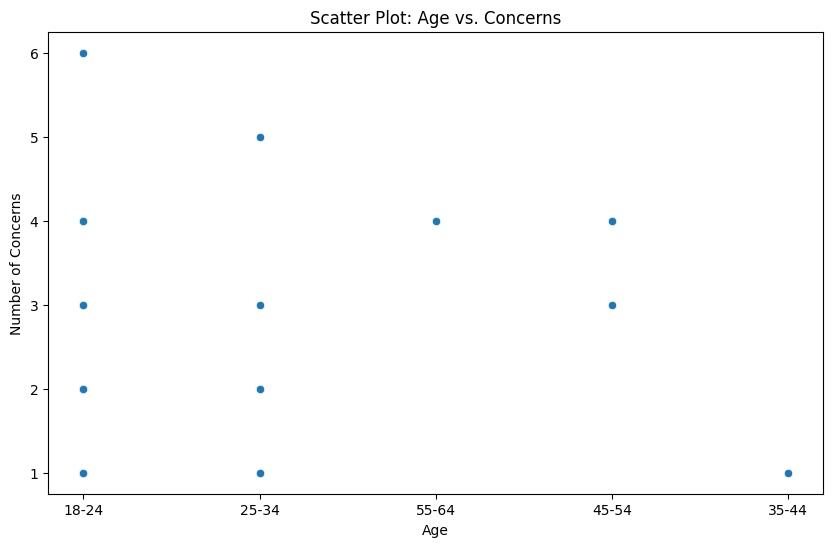 Scatter Plot: Age vs. Concerns
Number of Concerns
6
5
4
3
2
1
18-24 25-34 55-64 45-54 35-44
Age